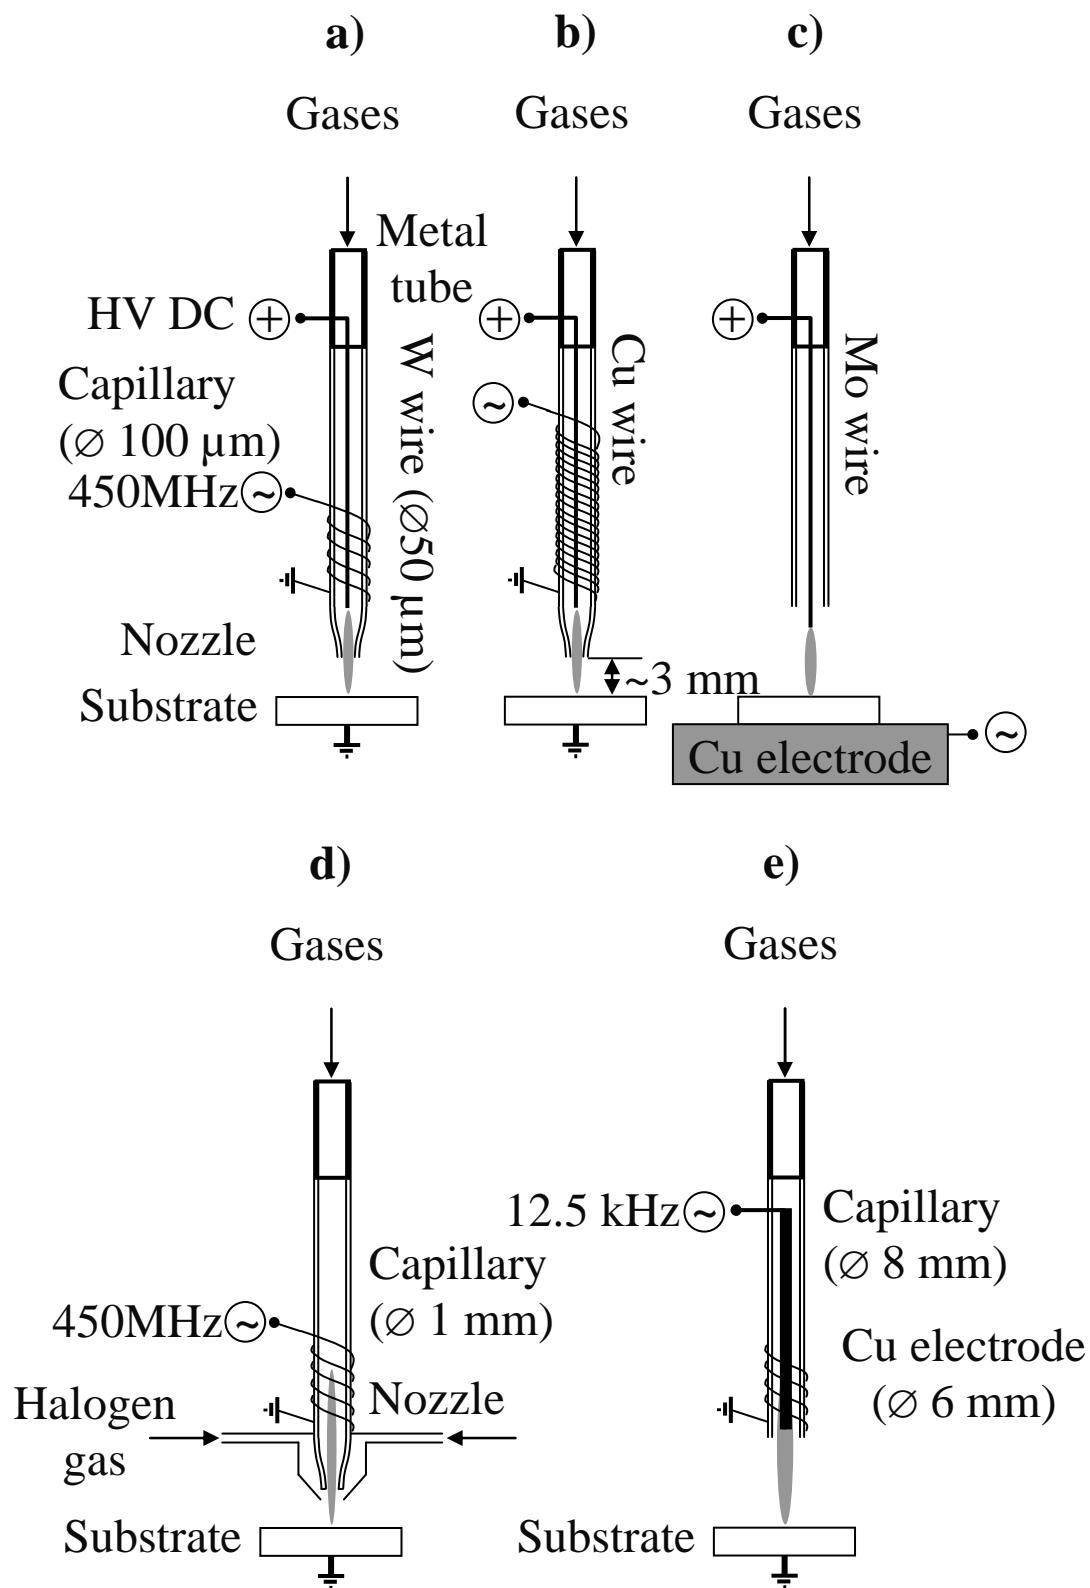 a)
b)
c)
Gases
Gases
Gases
Metal
tube
HV DC
+
+
+
Capillary
(∅ 100 µm)
W wire (∅50 µm)
Cu wire
Mo wire
~
450MHz
~
Nozzle
~3 mm
Substrate
Cu electrode
~
d)
e)
Gases
Gases
12.5 kHz
~
Capillary
(∅ 8 mm)
Capillary
(∅ 1 mm)
450MHz
~
Cu electrode
(∅ 6 mm)
Halogen
gas
Nozzle
Substrate
Substrate